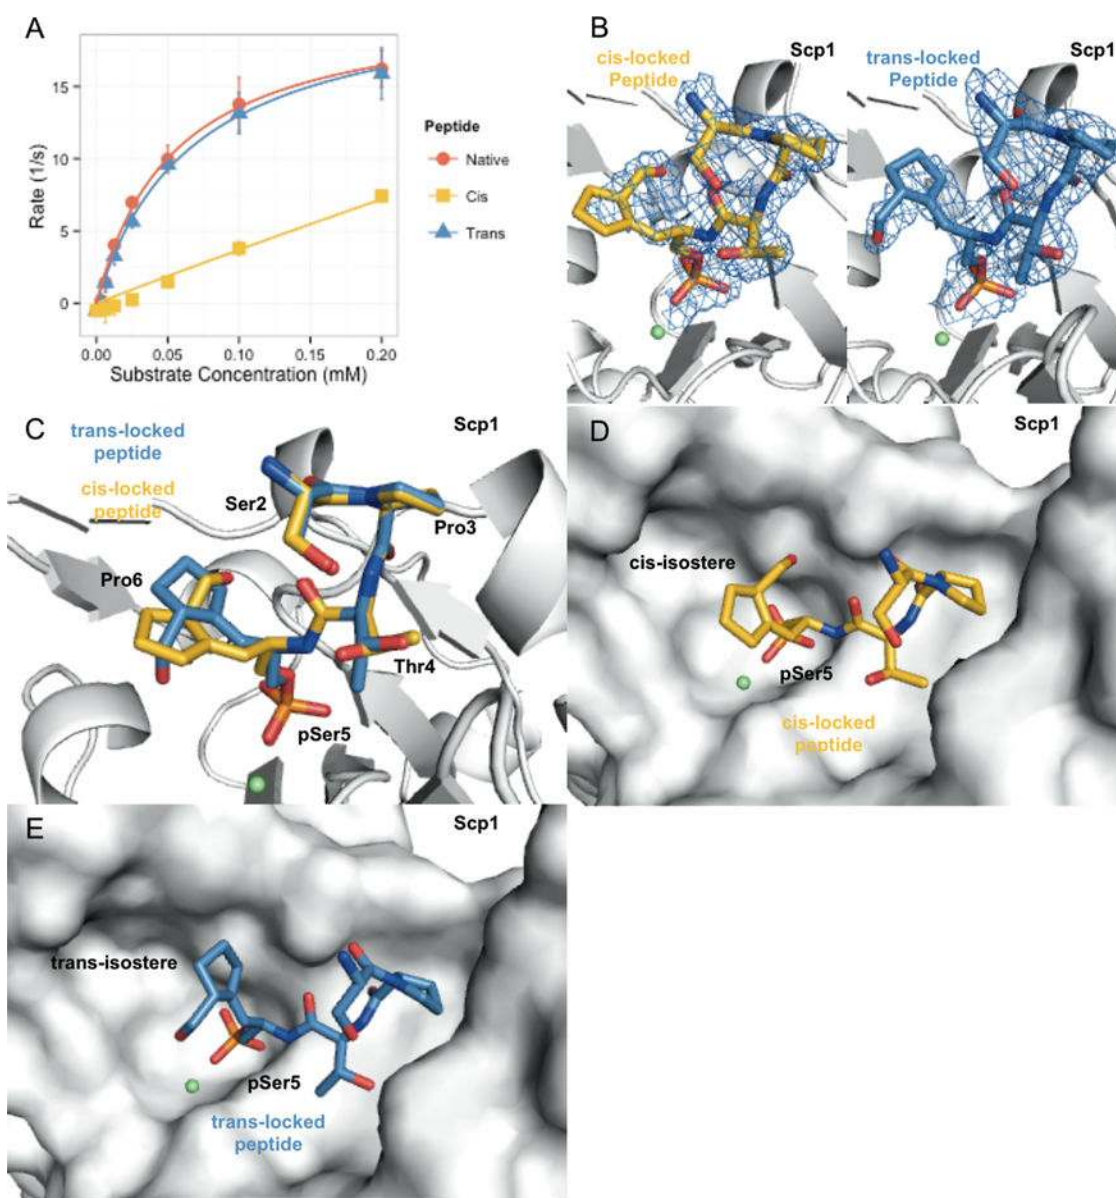 A
15
10
5
0
Rate (1/s)
0.00 0.05 0.10 0.15 0.20
Substrate Concentration (mM)
Peptide
Native
Cis
Trans
B
cis-locked
Peptide
Scp1
trans-locked
Peptide
Scp1
C
trans-locked
peptide
cis-locked
peptide
Scp1
Ser2
Pro3
Pro6
Thr4
pSer5
D
Scp1
cis-isostere
pSer5
cis-locked
peptide
E
Scp1
trans-isostere
pSer5
trans-locked
peptide